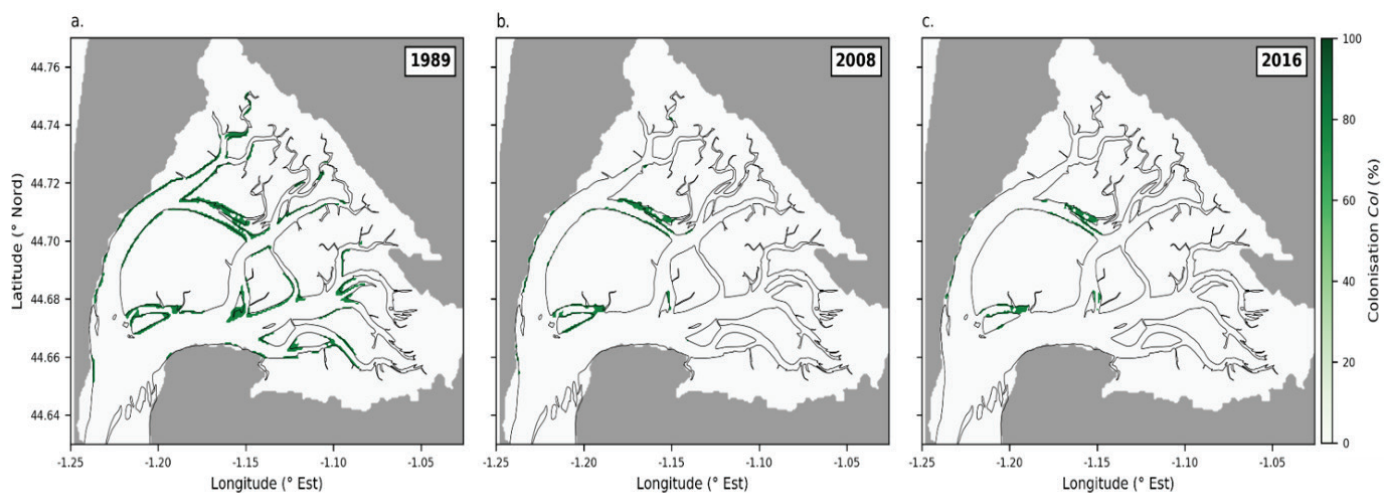 a.
b.
c.
1989
2008
2016
44.76
44.74
44.72
44.70
44.68
44.66
44.64
Latitude (° Nord)
-1.25 -1.20 -1.15 -1.10 -1.05
-1.25 -1.20 -1.15 -1.10 -1.05
-1.25 -1.20 -1.15 -1.10 -1.05
Longitude (° Est)
Longitude (° Est)
Longitude (° Est)
100
80
60
40
20
0
Colonisation Col (%)